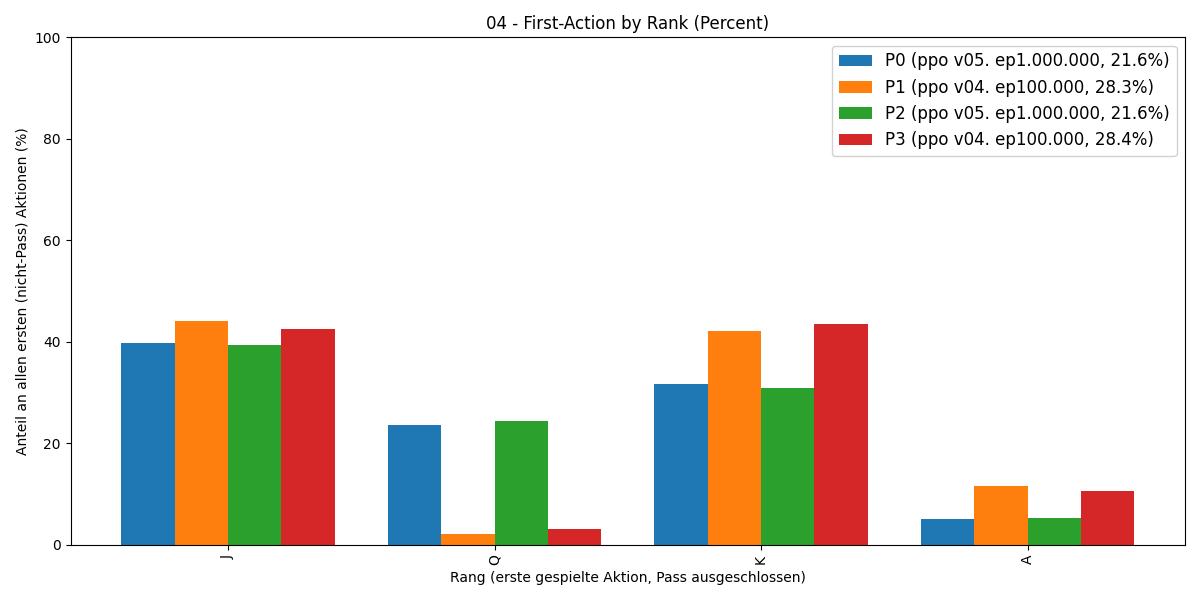 04 - First-Action by Rank (Percent)
Anteil an allen ersten (nicht-Pass) Aktionen (%)
100
80
60
40
20
0
P0 (ppo v05. ep1.000.000, 21.6%)
P1 (ppo v04. ep100.000, 28.3%)
P2 (ppo v05. ep1.000.000, 21.6%)
P3 (ppo v04. ep100.000, 28.4%)
J
Q
K
A
Rang (erste gespielte Aktion, Pass ausgeschlossen)